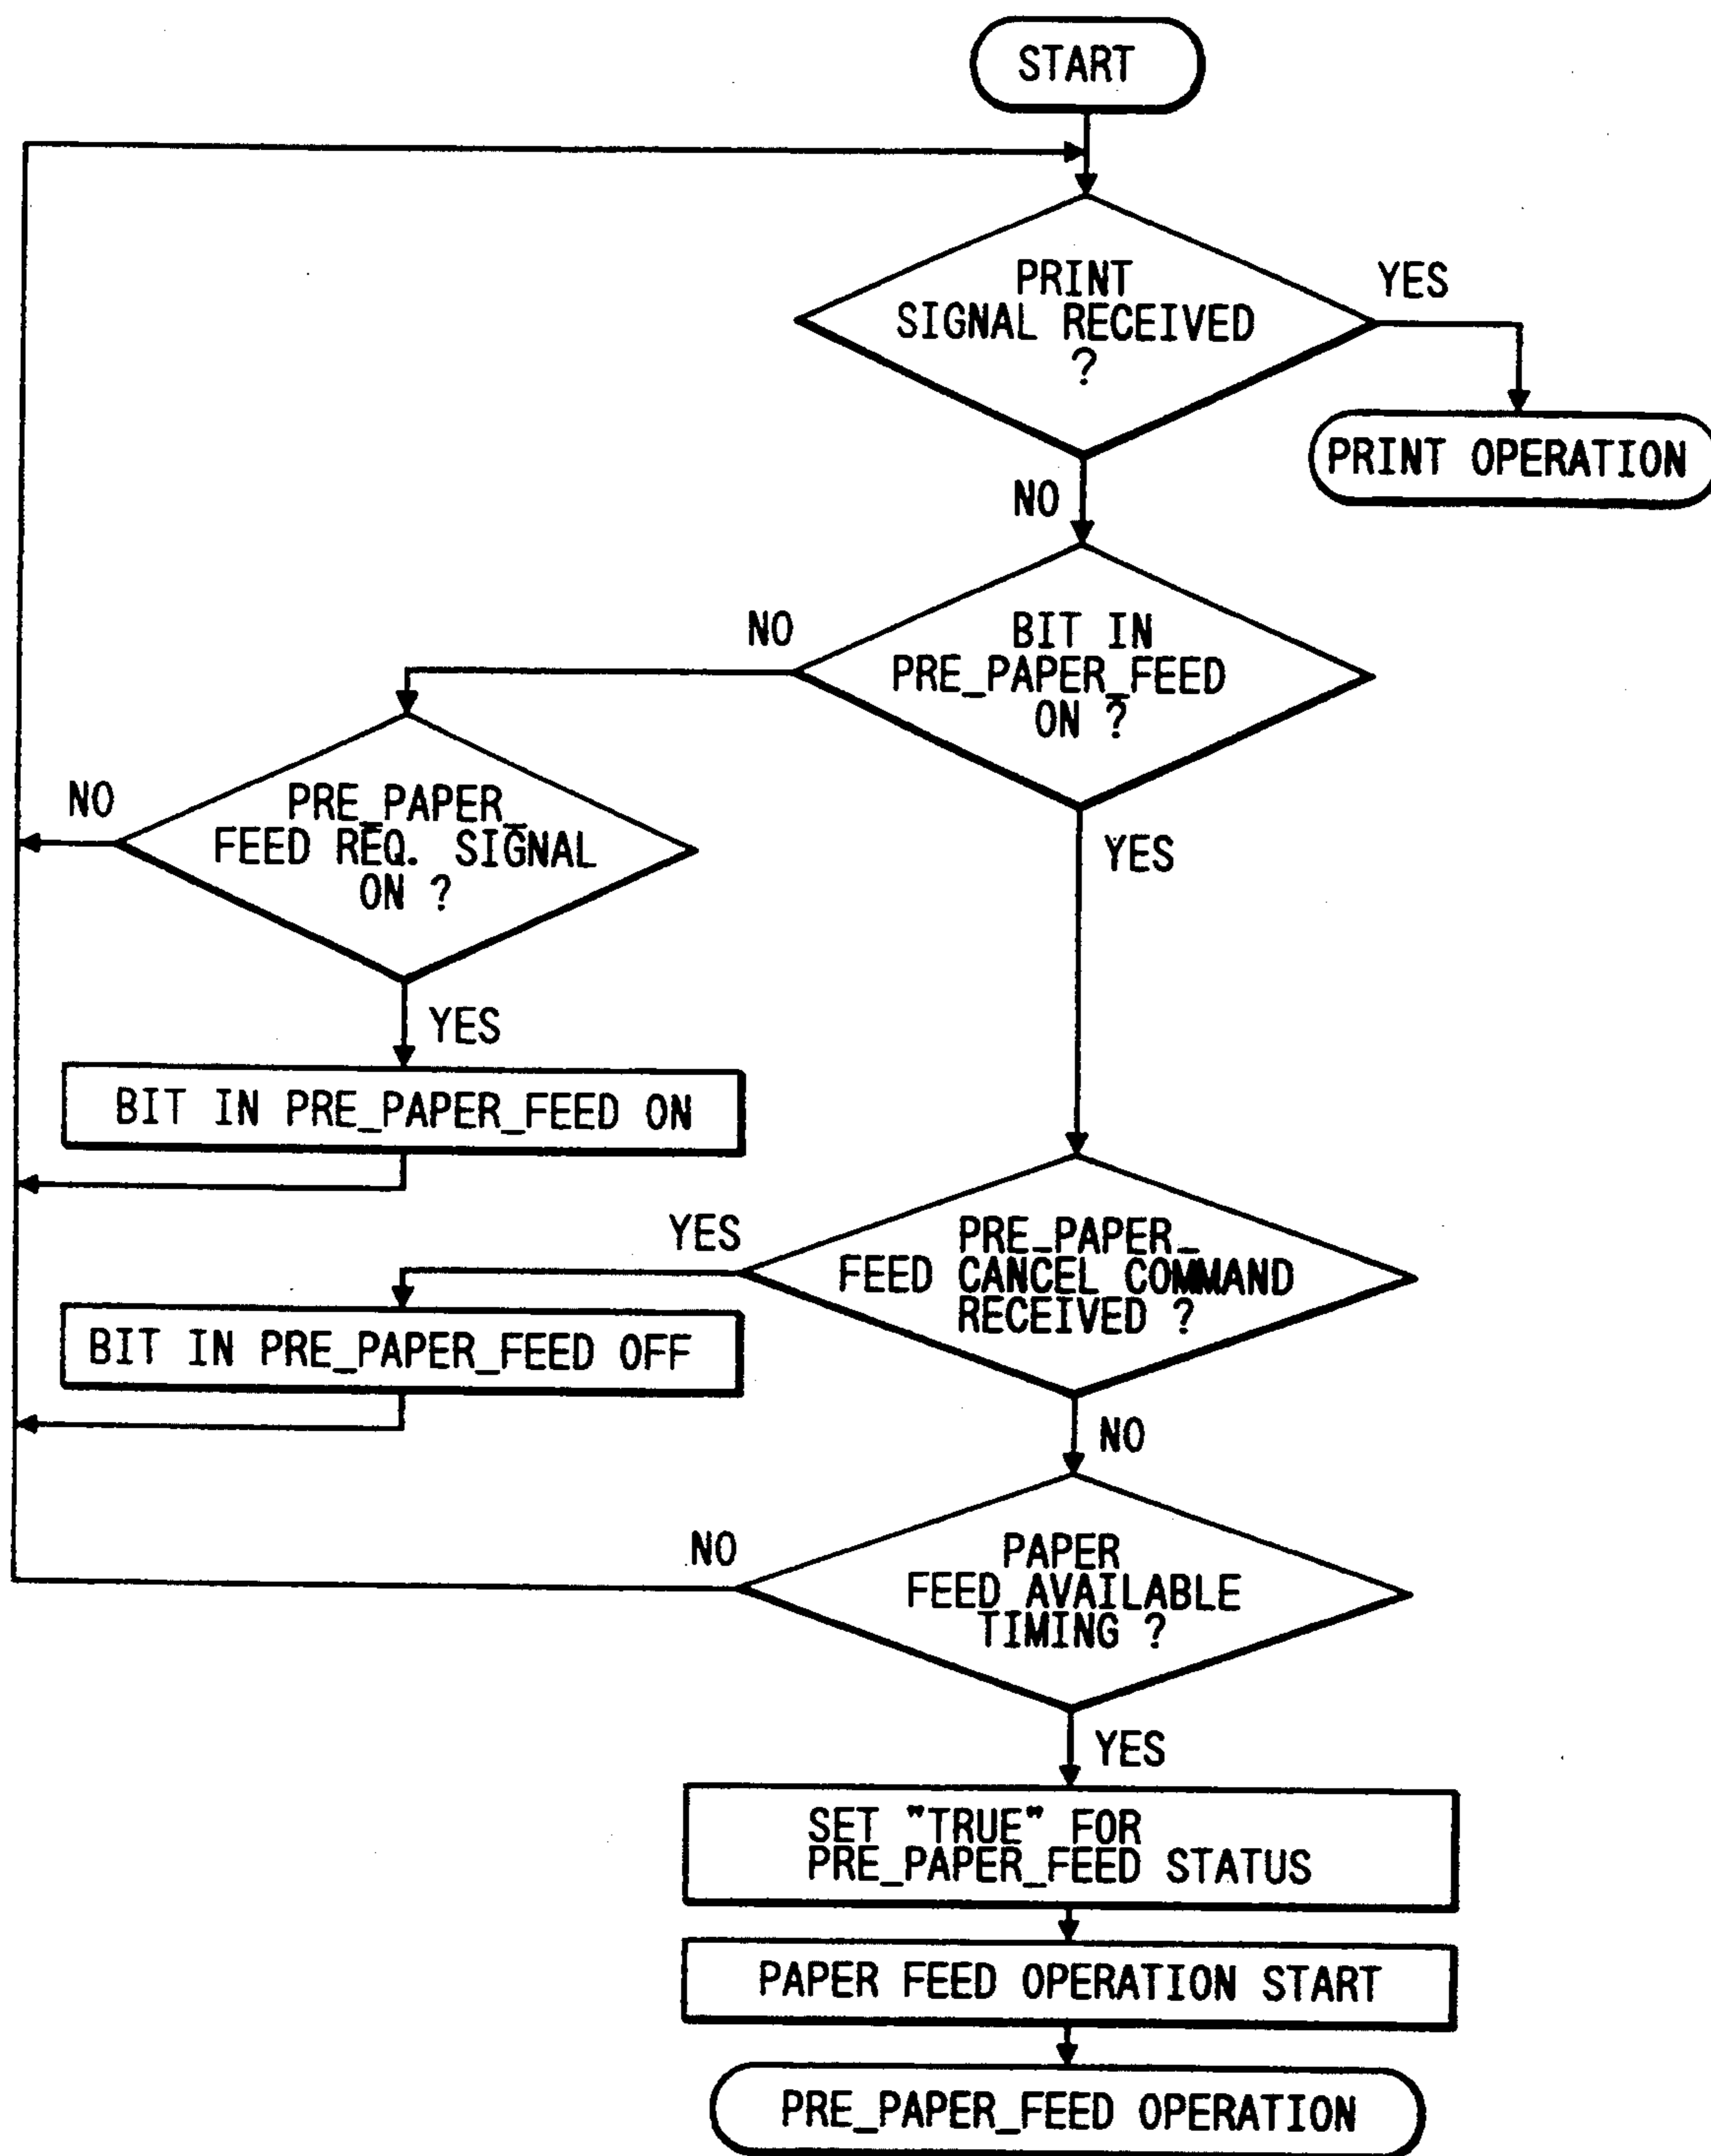 START
PRINT
SIGNAL RECEIVED
?
YES
PRINT OPERATION
NO
BIT IN
PRE_PAPER_FEED
ON ?
NO
YES
PRE_PAPER_
FEED REQ. SIGNAL
ON ?
NO
YES
BIT IN PRE_PAPER_FEED ON
PRE_PAPER_
FEED CANCEL COMMAND
RECEIVED ?
YES
BIT IN PRE_PAPER_FEED OFF
NO
PAPER
FEED AVAILABLE
TIMING ?
NO
YES
SET "TRUE" FOR
PRE_PAPER_FEED STATUS
PAPER FEED OPERATION START
PRE_PAPER_FEED OPERATION